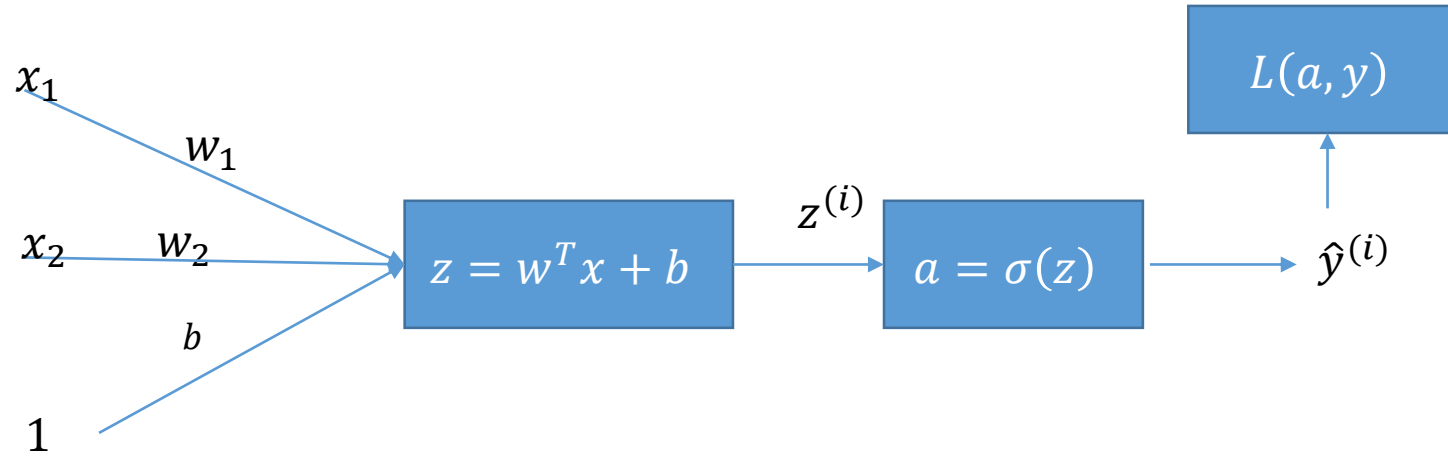 x₁
L(a, y)
w₁
z⁽ⁱ⁾
x₂
w₂
z = wᵀx + b
a = σ(z)
ŷ⁽ⁱ⁾
b
1